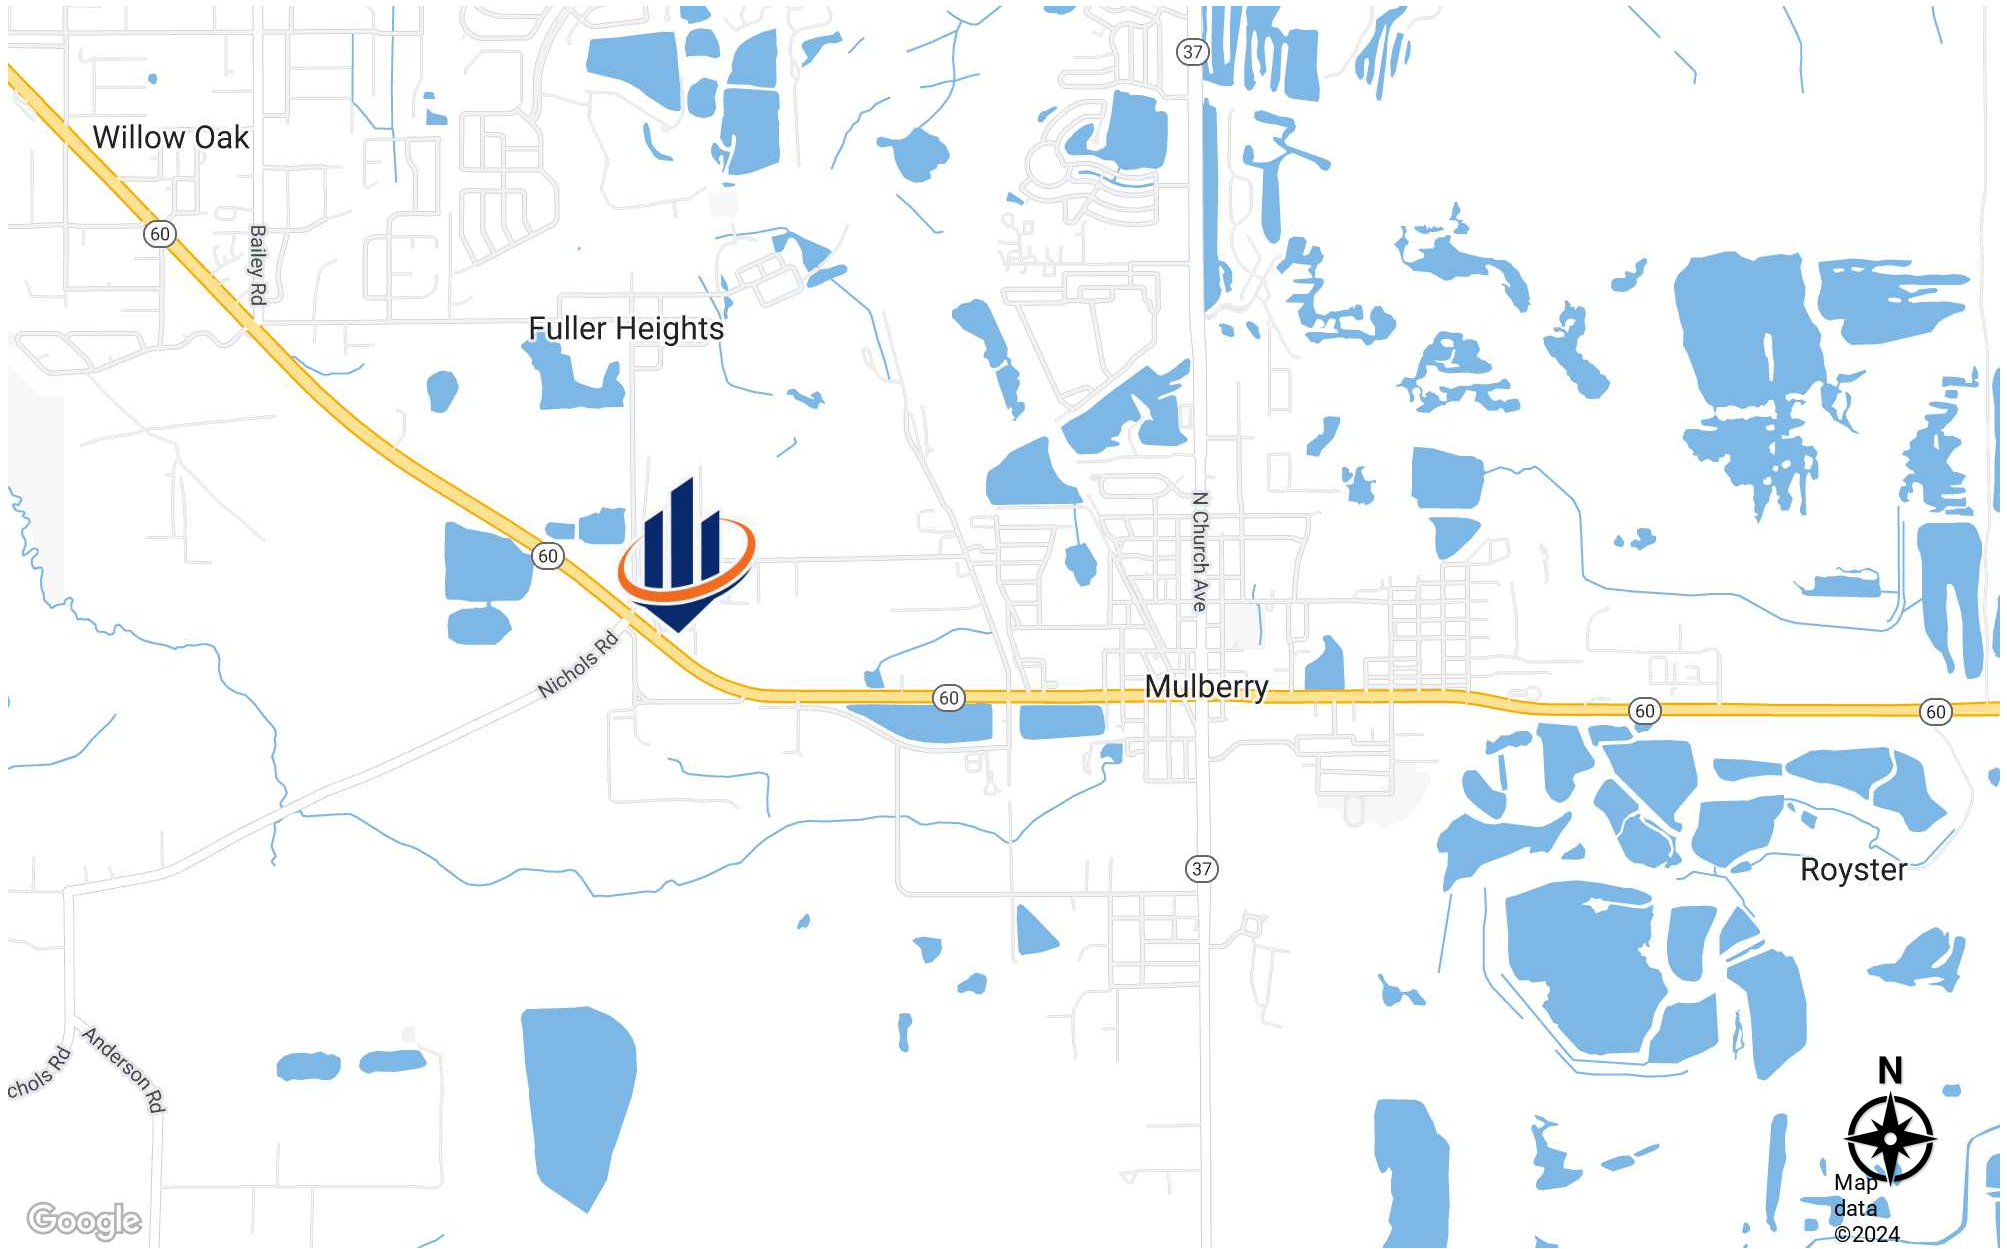 37
Willow Oak
60
Bailey Rd
Fuller Heights
N Church Ave
60
Nichols Rd
Mulberry
60
60
60
37
Royster
chols Rd
Anderson Rd
N
Map
data
©2024
Google